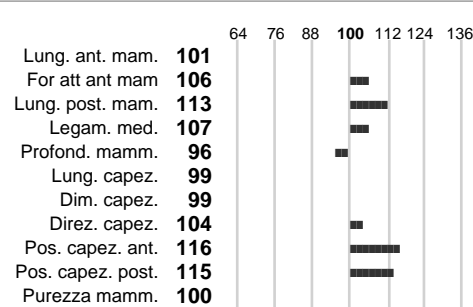 64 76 88 100 112 124 136
Lung. ant. mam. 101
For att ant mam 106
Lung. post. mam. 113
Legam. med. 107
Profond. mamm. 96
Lung. capez. 99
Dim. capez. 99
Direz. capez. 104
Pos. capez. ant. 116
Pos. capez. post. 115
Purezza mamm. 100